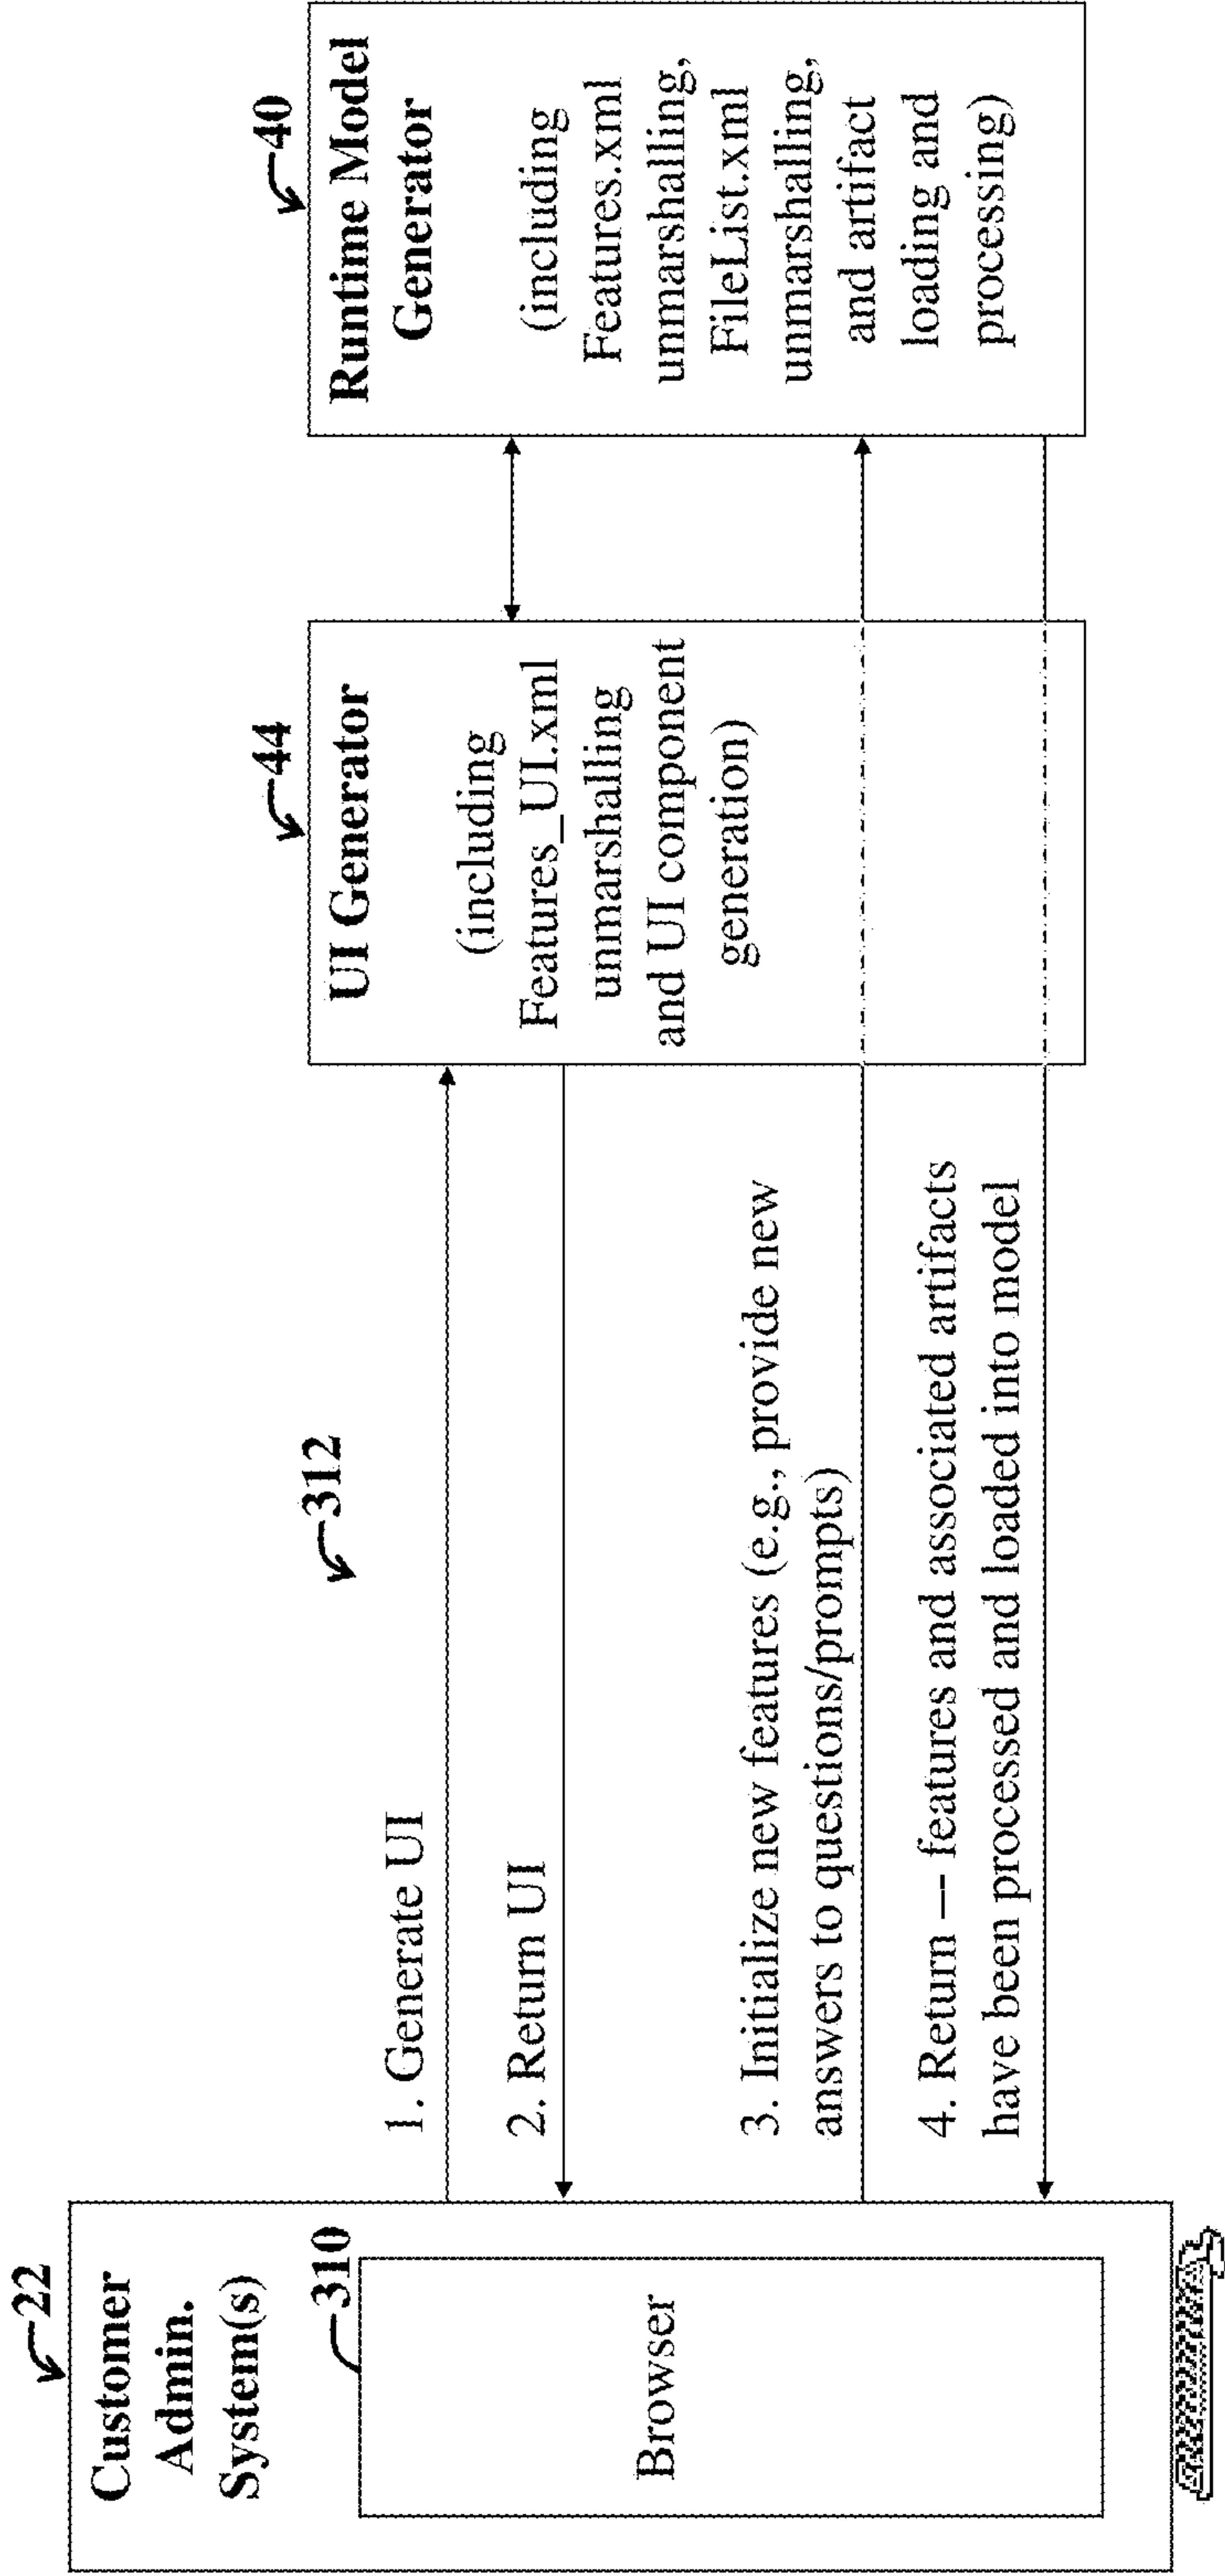 22
Customer
Admin.
System(s)
310
Browser
312
1. Generate UI
2. Return UI
3. Initialize new features (e.g., provide new
answers to questions/prompts)
4. Return — features and associated artifacts
have been processed and loaded into model
44
UI Generator
(including
Features_UI.xml
unmarshalling
and UI component
generation)
40
Runtime Model
Generator
(including
Features.xml
unmarshalling,
FileList.xml
unmarshalling,
and artifact
loading and
processing)